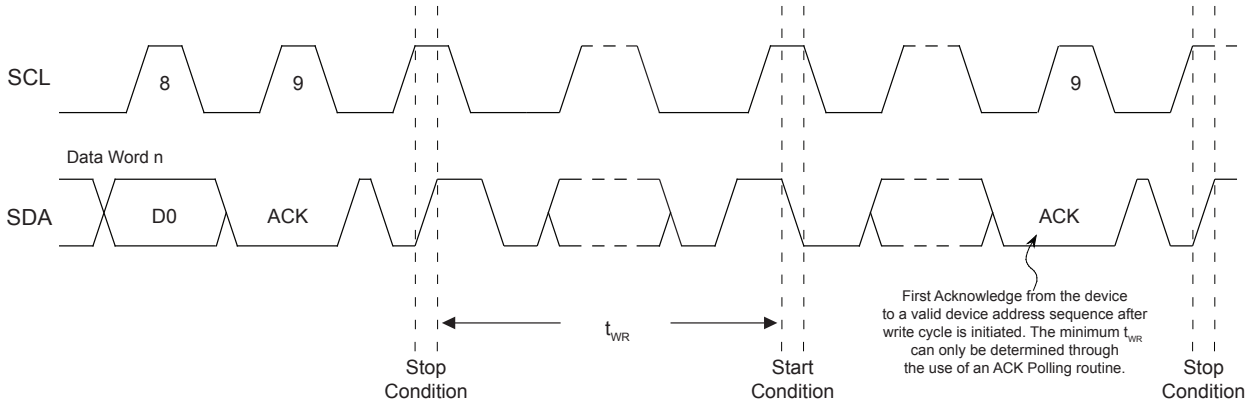 SCL
8
9
9
Data Word n
SDA
D0
ACK
ACK
First Acknowledge from the device
to a valid device address sequence after
write cycle is initiated. The minimum tWR
can only be determined through
the use of an ACK Polling routine.
tWR
Stop
Condition
Start
Condition
Stop
Condition